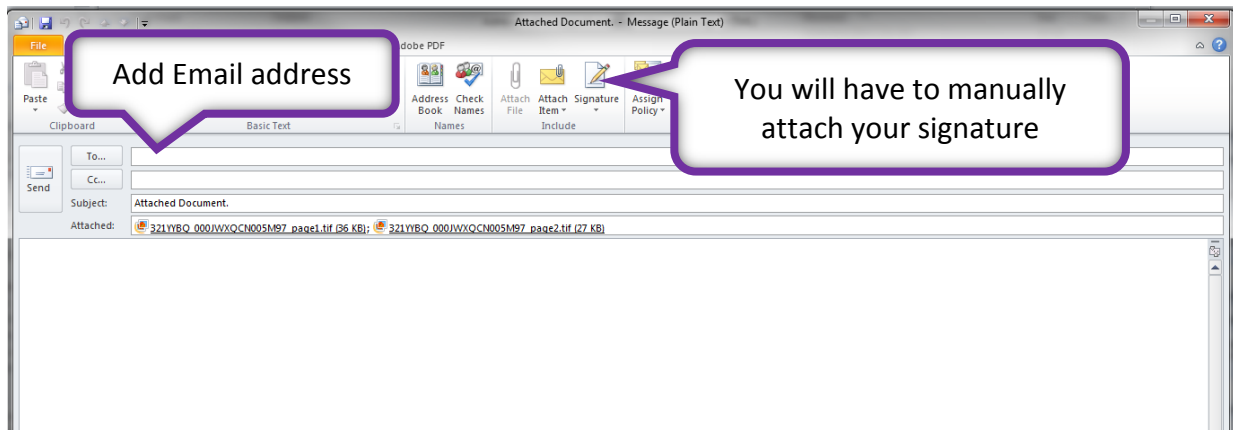 Attached Document. - Message (Plain Text)
File
dobe PDF
Add Email address
You will have to manually
attach your signature
Paste
Address Book
Check Names
Attach File
Attach Item
Signature
Assign Policy
Clipboard
Basic Text
Names
Include
To...
Send
Cc...
Subject: Attached Document.
Attached: 321YYBQ_000JWXQCN005M97_page1.tif (36 KB); 321YYBQ_000JWXQCN005M97_page2.tif (27 KB)